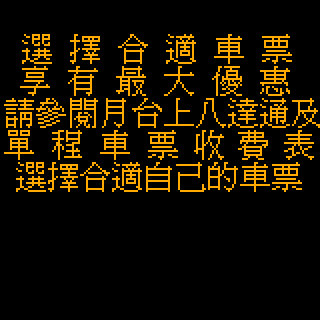 選擇合適車票
享有最大優惠
請參閱月台上八達通及
單程車票收費表
選擇合適自己的車票